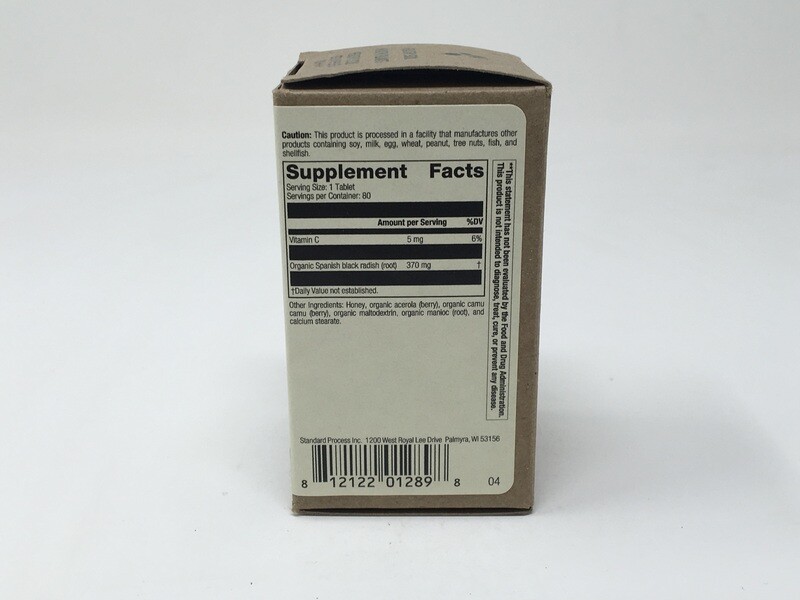 Caution: This product is processed in a facility that manufactures other
products containing soy, milk, egg, wheat, peanut, tree nuts, fish, and
shellfish.
Supplement Facts
Serving Size: 1 Tablet
Servings per Container: 80
Amount per Serving %DV
Vitamin C 5 mg 6%
Organic Spanish black radish (root) 370 mg †
†Daily Value not established.
Other Ingredients: Honey, organic acerola (berry), organic camu
camu (berry), organic maltodextrin, organic manioc (root), and
calcium stearate.
**This statement has not been evaluated by the Food and Drug Administration.
This product is not intended to diagnose, treat, cure, or prevent any disease.
Standard Process Inc. 1200 West Royal Lee Drive Palmyra, WI 53156
8 12122 01289 8 04